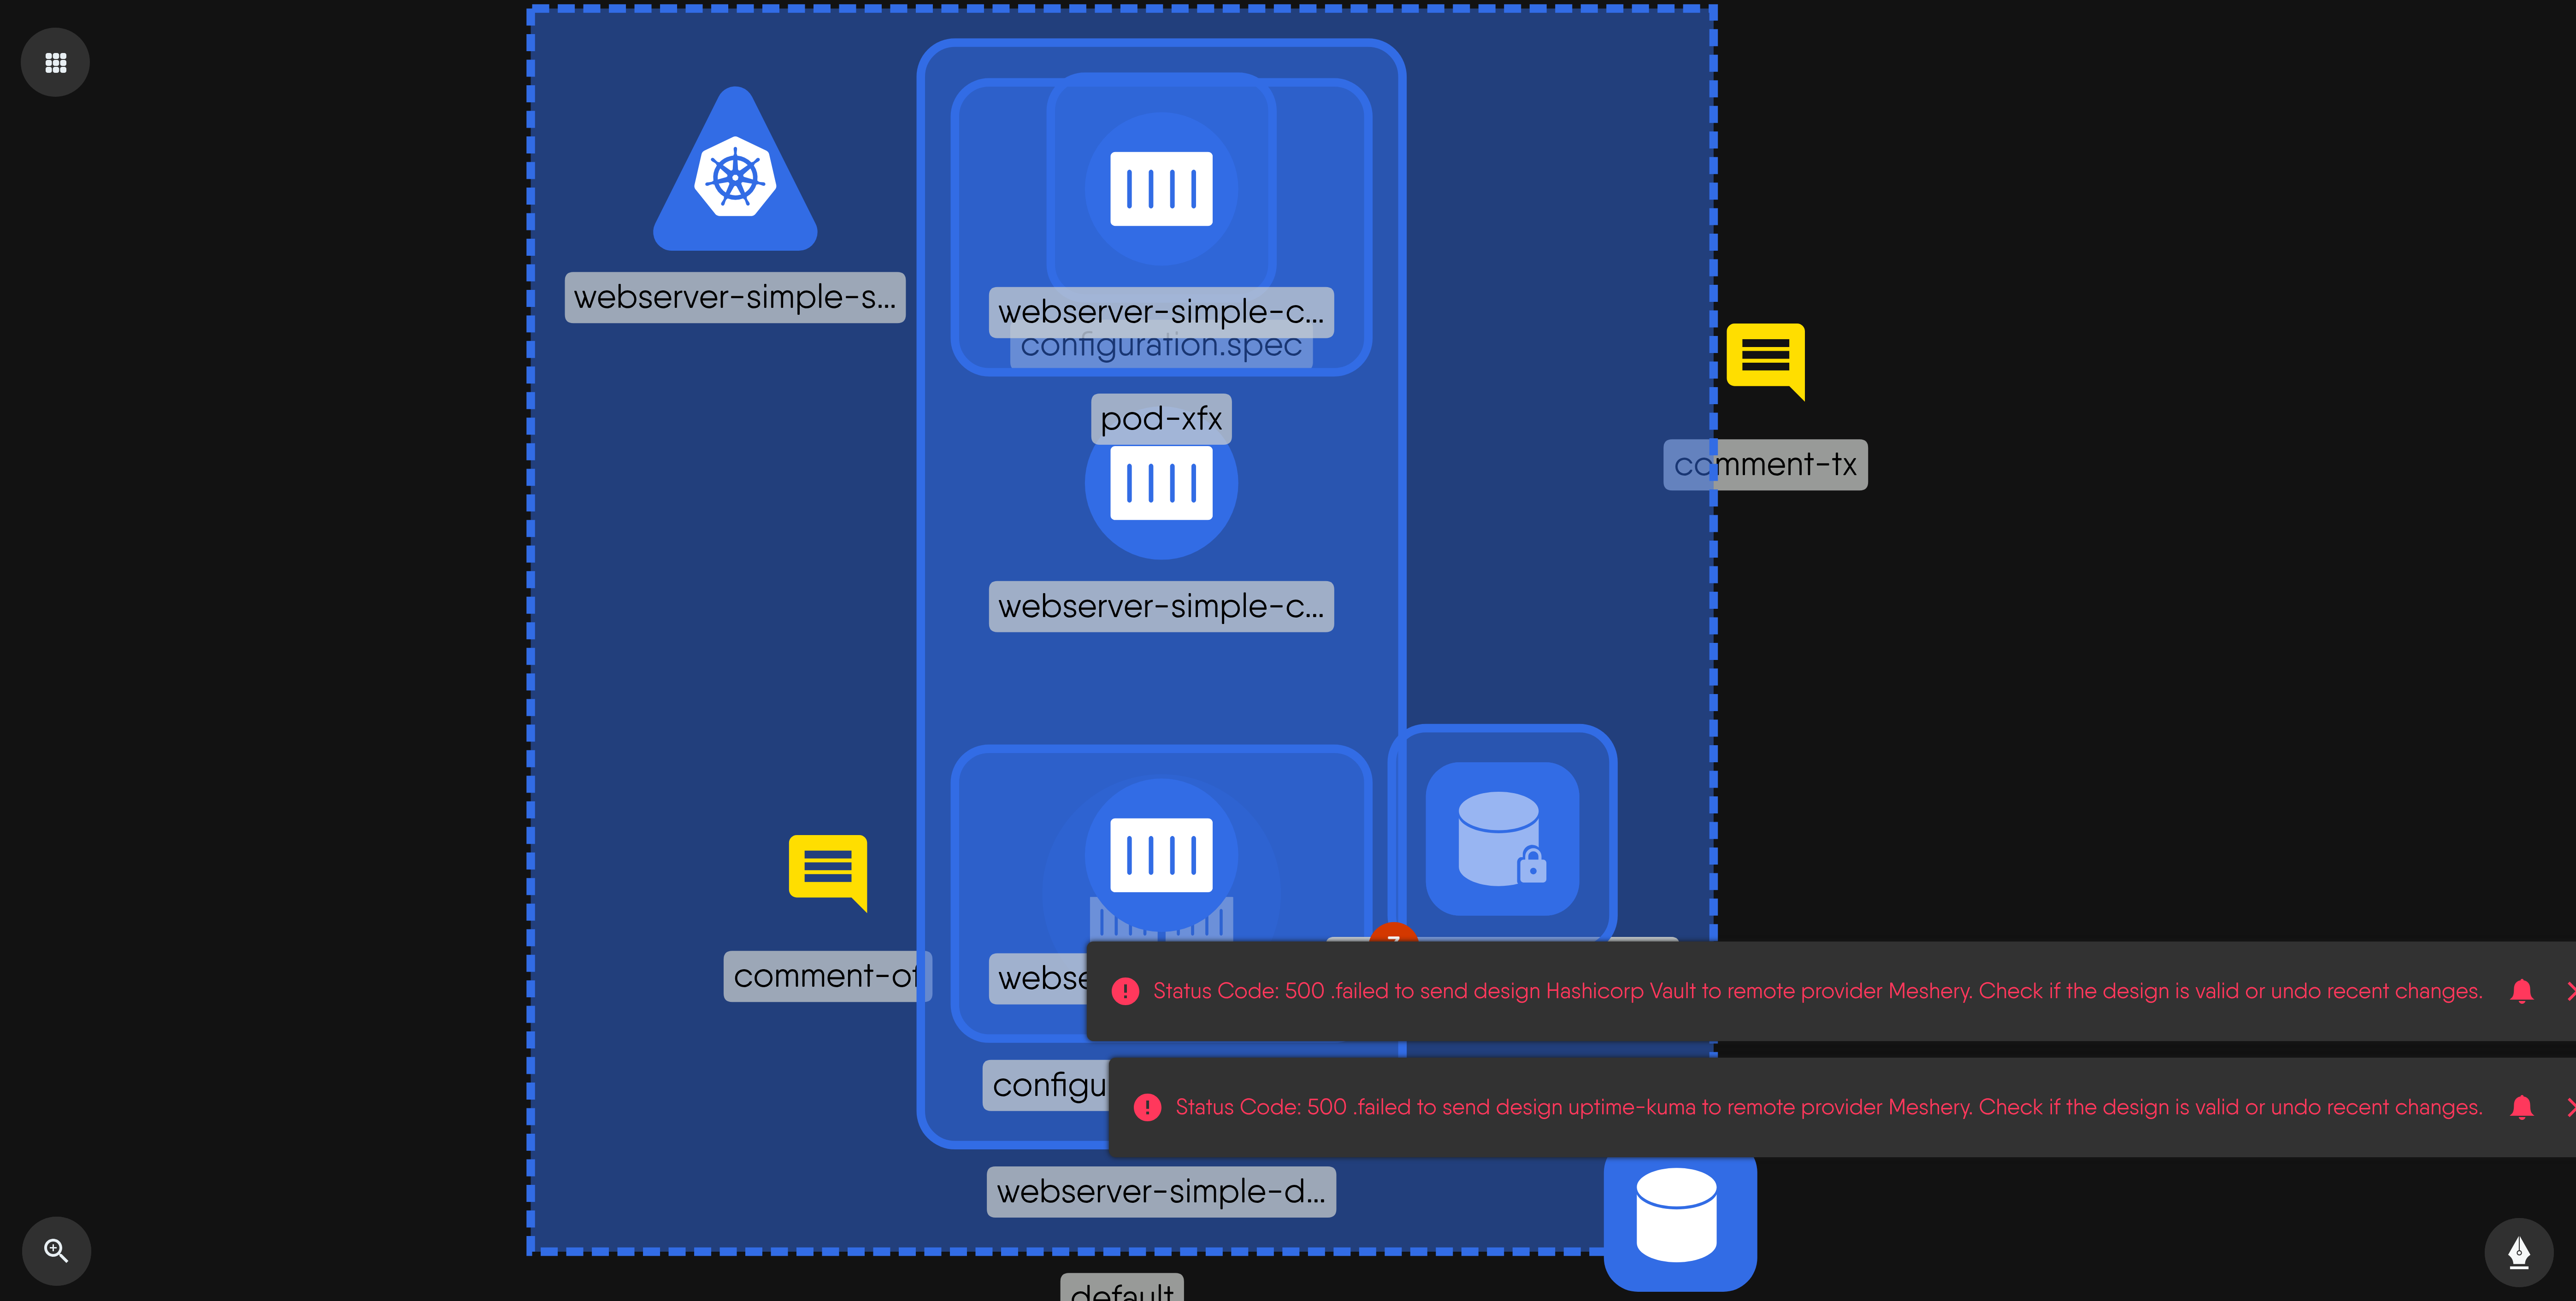 webserver-simple-s...
webserver-simple-c...
configuration.spec
pod-xfx
comment-tx
webserver-simple-c...
comment-of
webse
Status Code: 500 .failed to send design Hashicorp Vault to remote provider Meshery. Check if the design is valid or undo recent changes.
configu
Status Code: 500 .failed to send design uptime-kuma to remote provider Meshery. Check if the design is valid or undo recent changes.
webserver-simple-d...
default